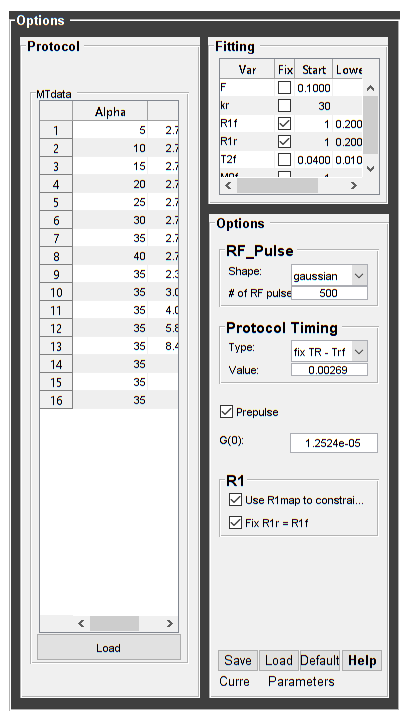 Options
Protocol
MTdata
Alpha
1 5 2.7
2 10 2.7
3 15 2.7
4 20 2.7
5 25 2.7
6 30 2.7
7 35 2.7
8 40 2.7
9 35 2.3
10 35 3.0
11 35 4.0
12 35 5.8
13 35 8.4
14 35
15 35
16 35
Load
Fitting
Var Fix Start Lowe
F 0.1000
kr 30
R1f 1 0.200
R1r 1 0.200
T2f 0.0400 0.010
Options
RF_Pulse
Shape: gaussian
# of RF pulse 500
Protocol Timing
Type: fix TR - Trf
Value: 0.00269
Prepulse
G(0): 1.2524e-05
R1
Use R1map to constrai...
Fix R1r = R1f
Save Load Default Help
Curre Parameters